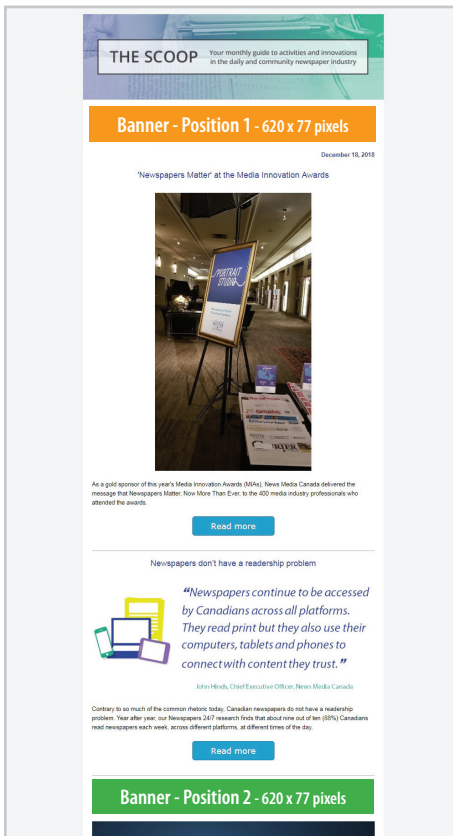 THE SCOOP
Your monthly guide to activities and innovations
in the daily and community newspaper industry
Banner - Position 1 - 620 x 77 pixels
December 18, 2018
'Newspapers Matter' at the Media Innovation Awards
PORTRAIT
STUDIO
As a gold sponsor of this year's Media Innovation Awards (MIAs), News Media Canada delivered the
message that Newspapers Matter. Now More Than Ever. to the 400 media industry professionals who
attended the awards.
Read more
Newspapers don't have a readership problem
"Newspapers continue to be accessed
by Canadians across all platforms.
They read print but they also use their
computers, tablets and phones to
connect with content they trust."
John Hinds, Chief Executive Officer, News Media Canada
Contrary to so much of the common rhetoric today, Canadian newspapers do not have a readership
problem. Year after year, our Newspapers 24/7 research finds that about nine out of ten (88%) Canadians
read newspapers each week, across different platforms, at different times of the day.
Read more
Banner - Position 2 - 620 x 77 pixels